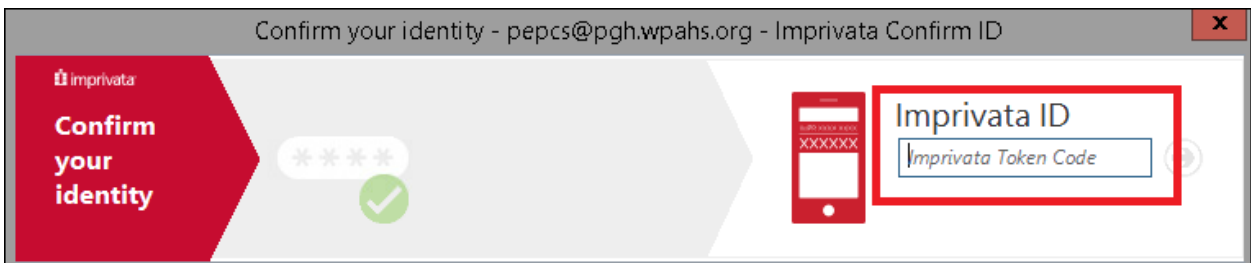 Confirm your identity - pepcs@pgh.wpahs.org - Imprivata Confirm ID
X
imprivata
Confirm
your
identity
****
XXXXXX
Imprivata ID
Imprivata Token Code